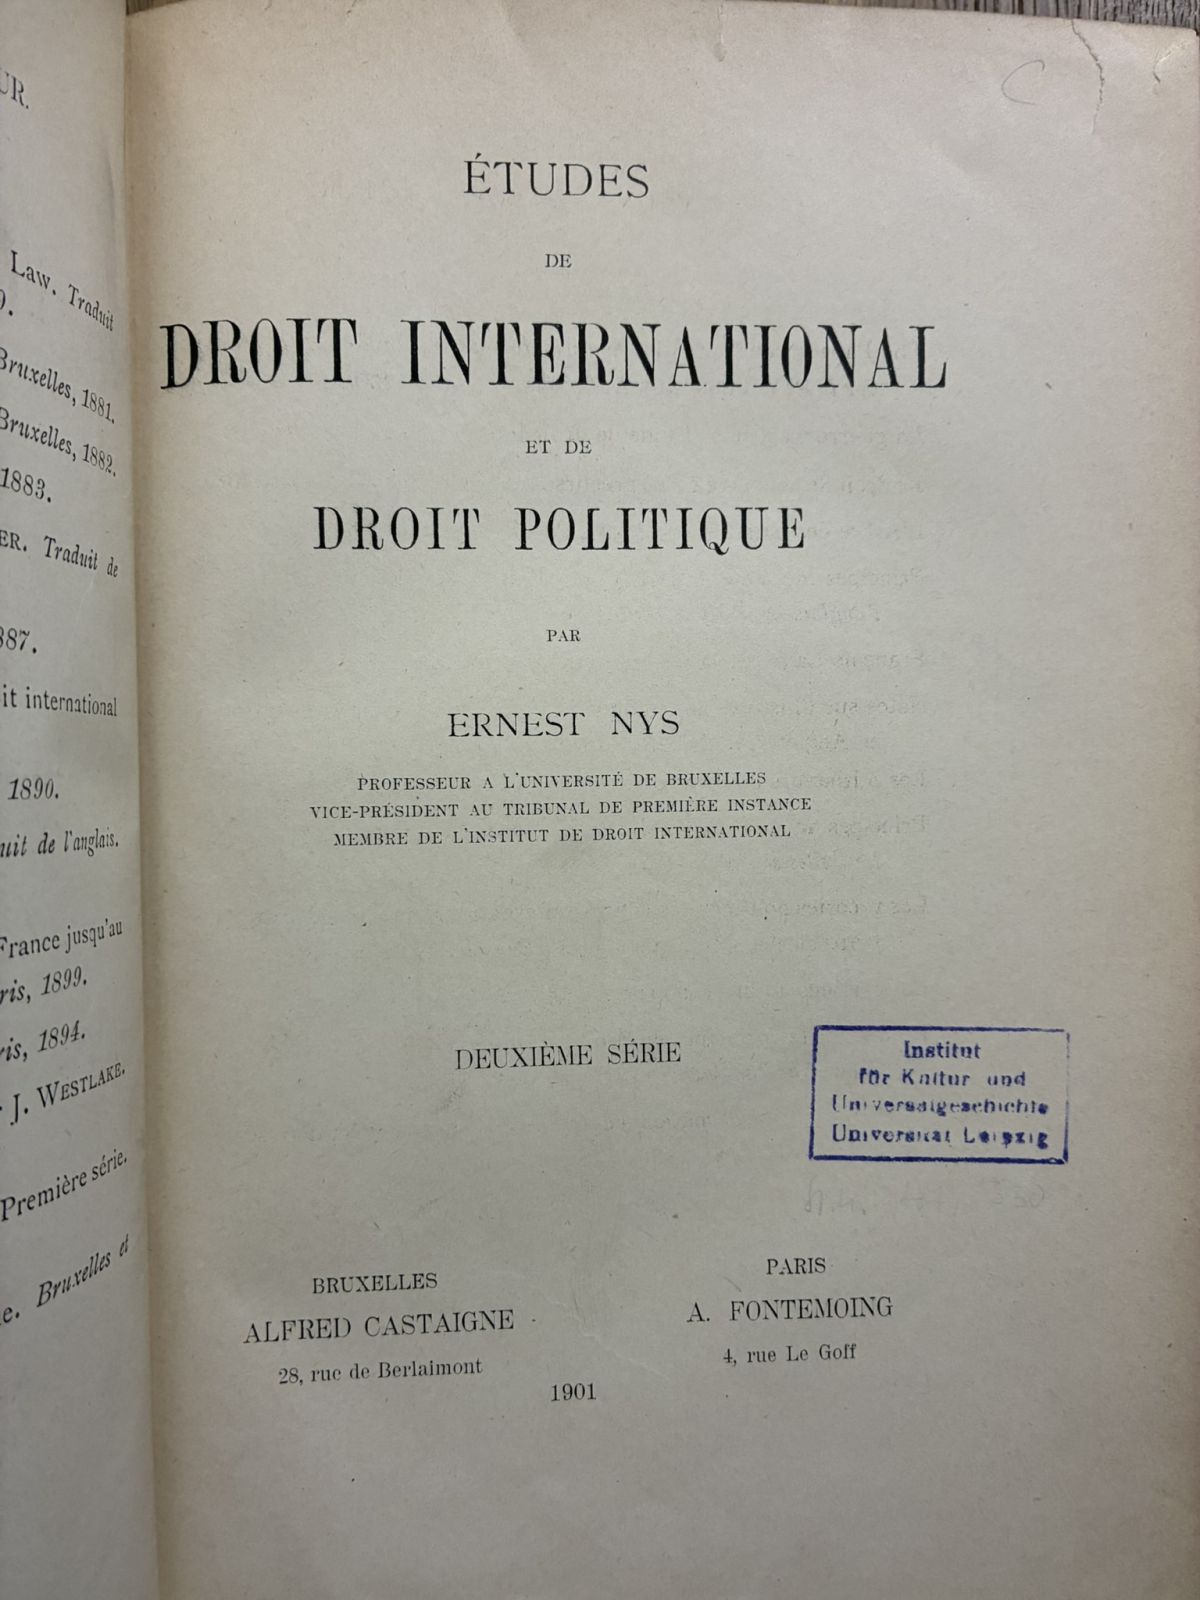 UR.
Law. Traduit
Bruxelles, 1881.
Bruxelles, 1882.
1883.
ER. Traduit de
887.
it international
1890.
uit de l'anglais.
France jusqu'au
ris, 1899.
ris, 1894.
J. WESTLAKE.
Première série.
e. Bruxelles et
ÉTUDES
DE
DROIT INTERNATIONAL
ET DE
DROIT POLITIQUE
PAR
ERNEST NYS
PROFESSEUR A L'UNIVERSITÉ DE BRUXELLES
VICE-PRÉSIDENT AU TRIBUNAL DE PREMIÈRE INSTANCE
MEMBRE DE L'INSTITUT DE DROIT INTERNATIONAL
DEUXIÈME SÉRIE
Institut
für Kultur und
Universalgeschichte
Universität Leipzig
BRUXELLES
ALFRED CASTAIGNE
28, rue de Berlaimont
PARIS
A. FONTEMOING
4, rue Le Goff
1901